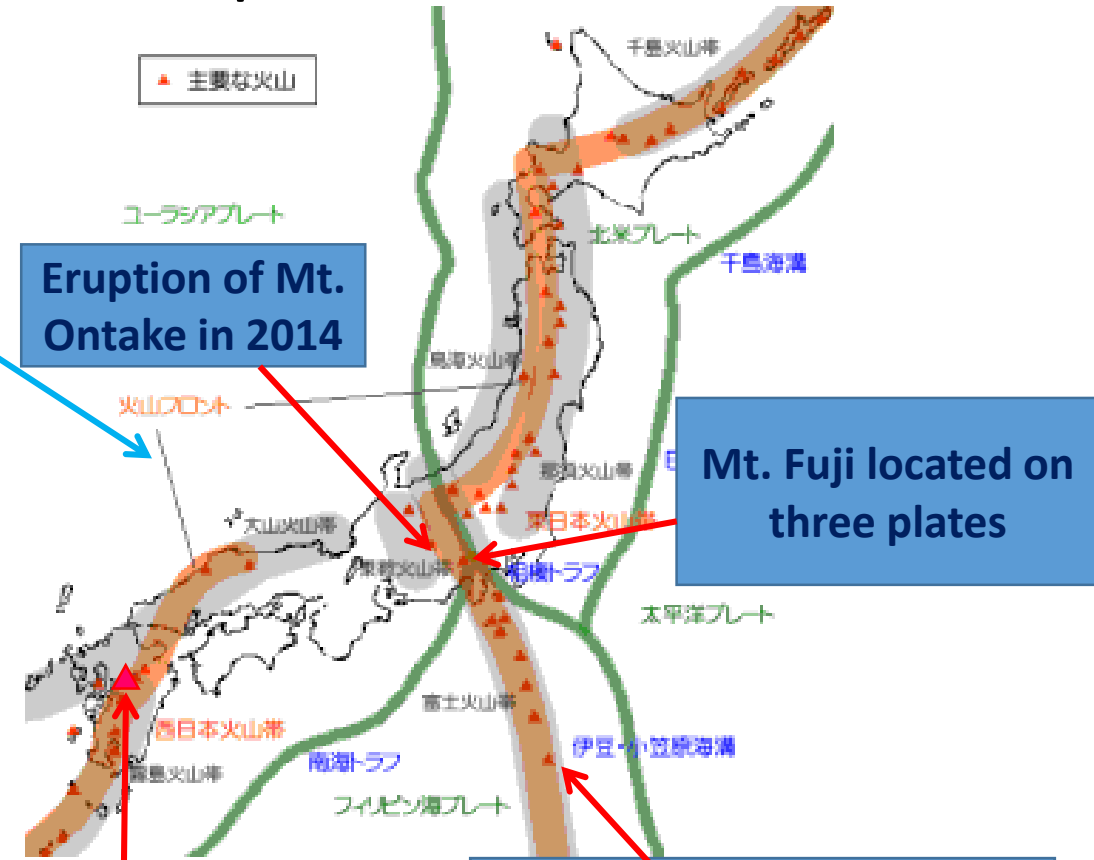 千島火山帯
主要な火山
ユーラシアプレート
北米プレート
千島海溝
Eruption of Mt.
Ontake in 2014
鳥海火山帯
火山フロント
那須火山帯
Mt. Fuji located on
three plates
大山火山帯
東日本火山帯
乗鞍火山帯
相模トラフ
太平洋プレート
富士火山帯
西日本火山帯
伊豆・小笠原海溝
南海トラフ
霧島火山帯
フィリピン海プレート